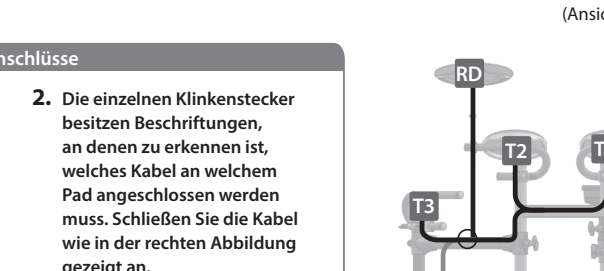 (Ansic
nschlüsse
2. Die einzelnen Klinkenstecker
besitzen Beschriftungen,
an denen zu erkennen ist,
welches Kabel an welchem
Pad angeschlossen werden
muss. Schließen Sie die Kabel
wie in der rechten Abbildung
gezeigt an.
RD
T2
T
T3